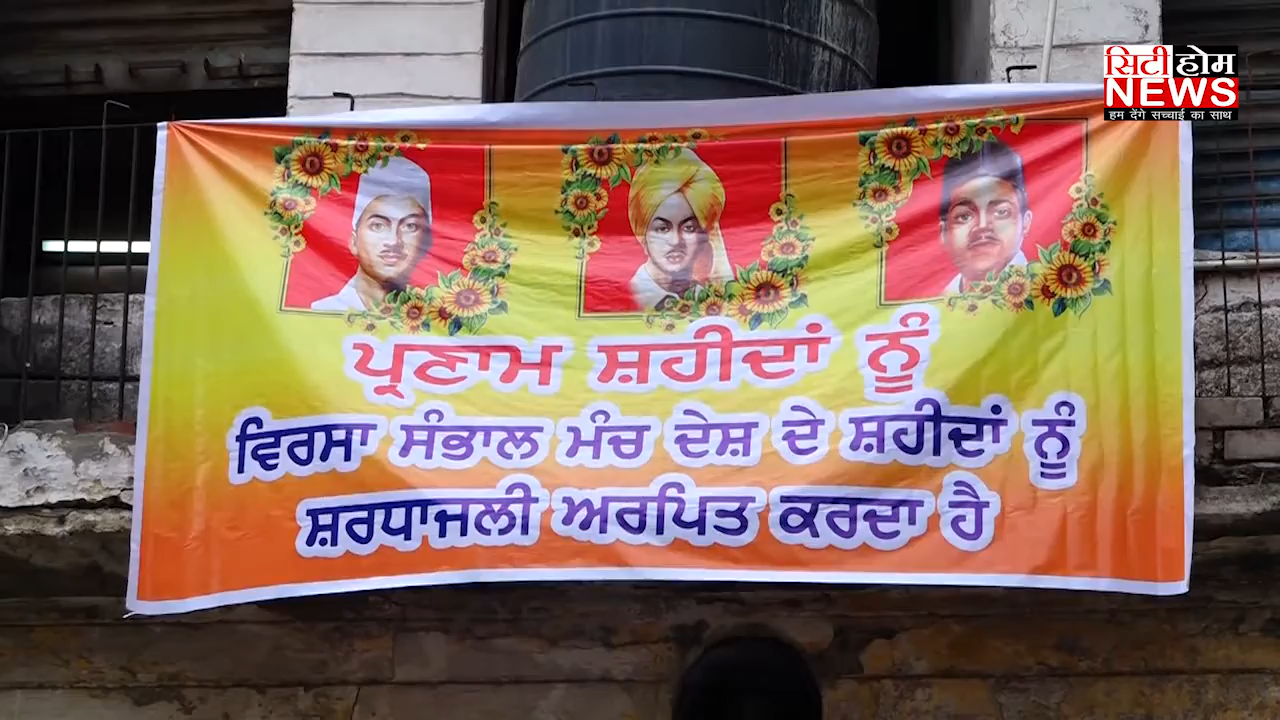 सिटी होम
NEWS
हम देंगे सच्चाई का साथ
ਪ੍ਰਣਾਮ ਸ਼ਹੀਦਾਂ ਨੂੰ
ਵਿਰਸਾ ਸੰਭਾਲ ਮੰਚ ਦੇਸ਼ ਦੇ ਸ਼ਹੀਦਾਂ ਨੂੰ
ਸ਼ਰਧਾਜਲੀ ਅਰਪਿਤ ਕਰਦਾ ਹੈ